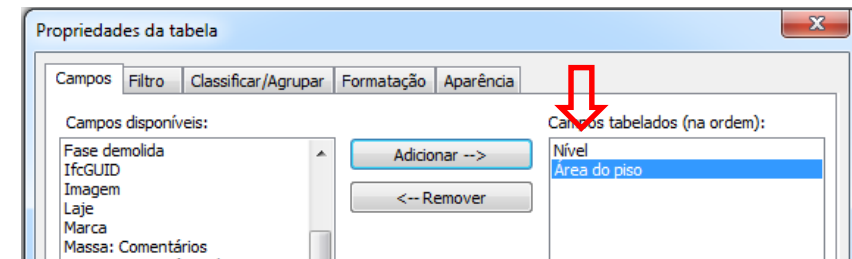 Propriedades da tabela
Campos Filtro Classificar/Agrupar Formatação Aparência
Campos disponíveis:
Fase demolida
IfcGUID
Imagem
Laje
Marca
Massa: Comentários
Adicionar -->
<-- Remover
Campos tabelados (na ordem):
Nível
Área do piso